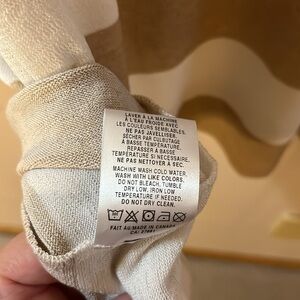 LAVER À LA MACHINE
À L'EAU FROIDE AVEC
LES COULEURS SEMBLABLES.
NE PAS JAVELLISER.
SÉCHER PAR CULBUTAGE
À BASSE TEMPÉRATURE.
REPASSER À BASSE
TEMPÉRATURE SI NÉCESSAIRE.
NE PAS NETTOYER À SEC.
MACHINE WASH COLD WATER,
WASH WITH LIKE COLORS.
DO NOT BLEACH. TUMBLE
DRY LOW, IRON LOW
TEMPERATURE IF NEEDED.
DO NOT DRY CLEAN.
FAIT AU/MADE IN CANADA
CA: